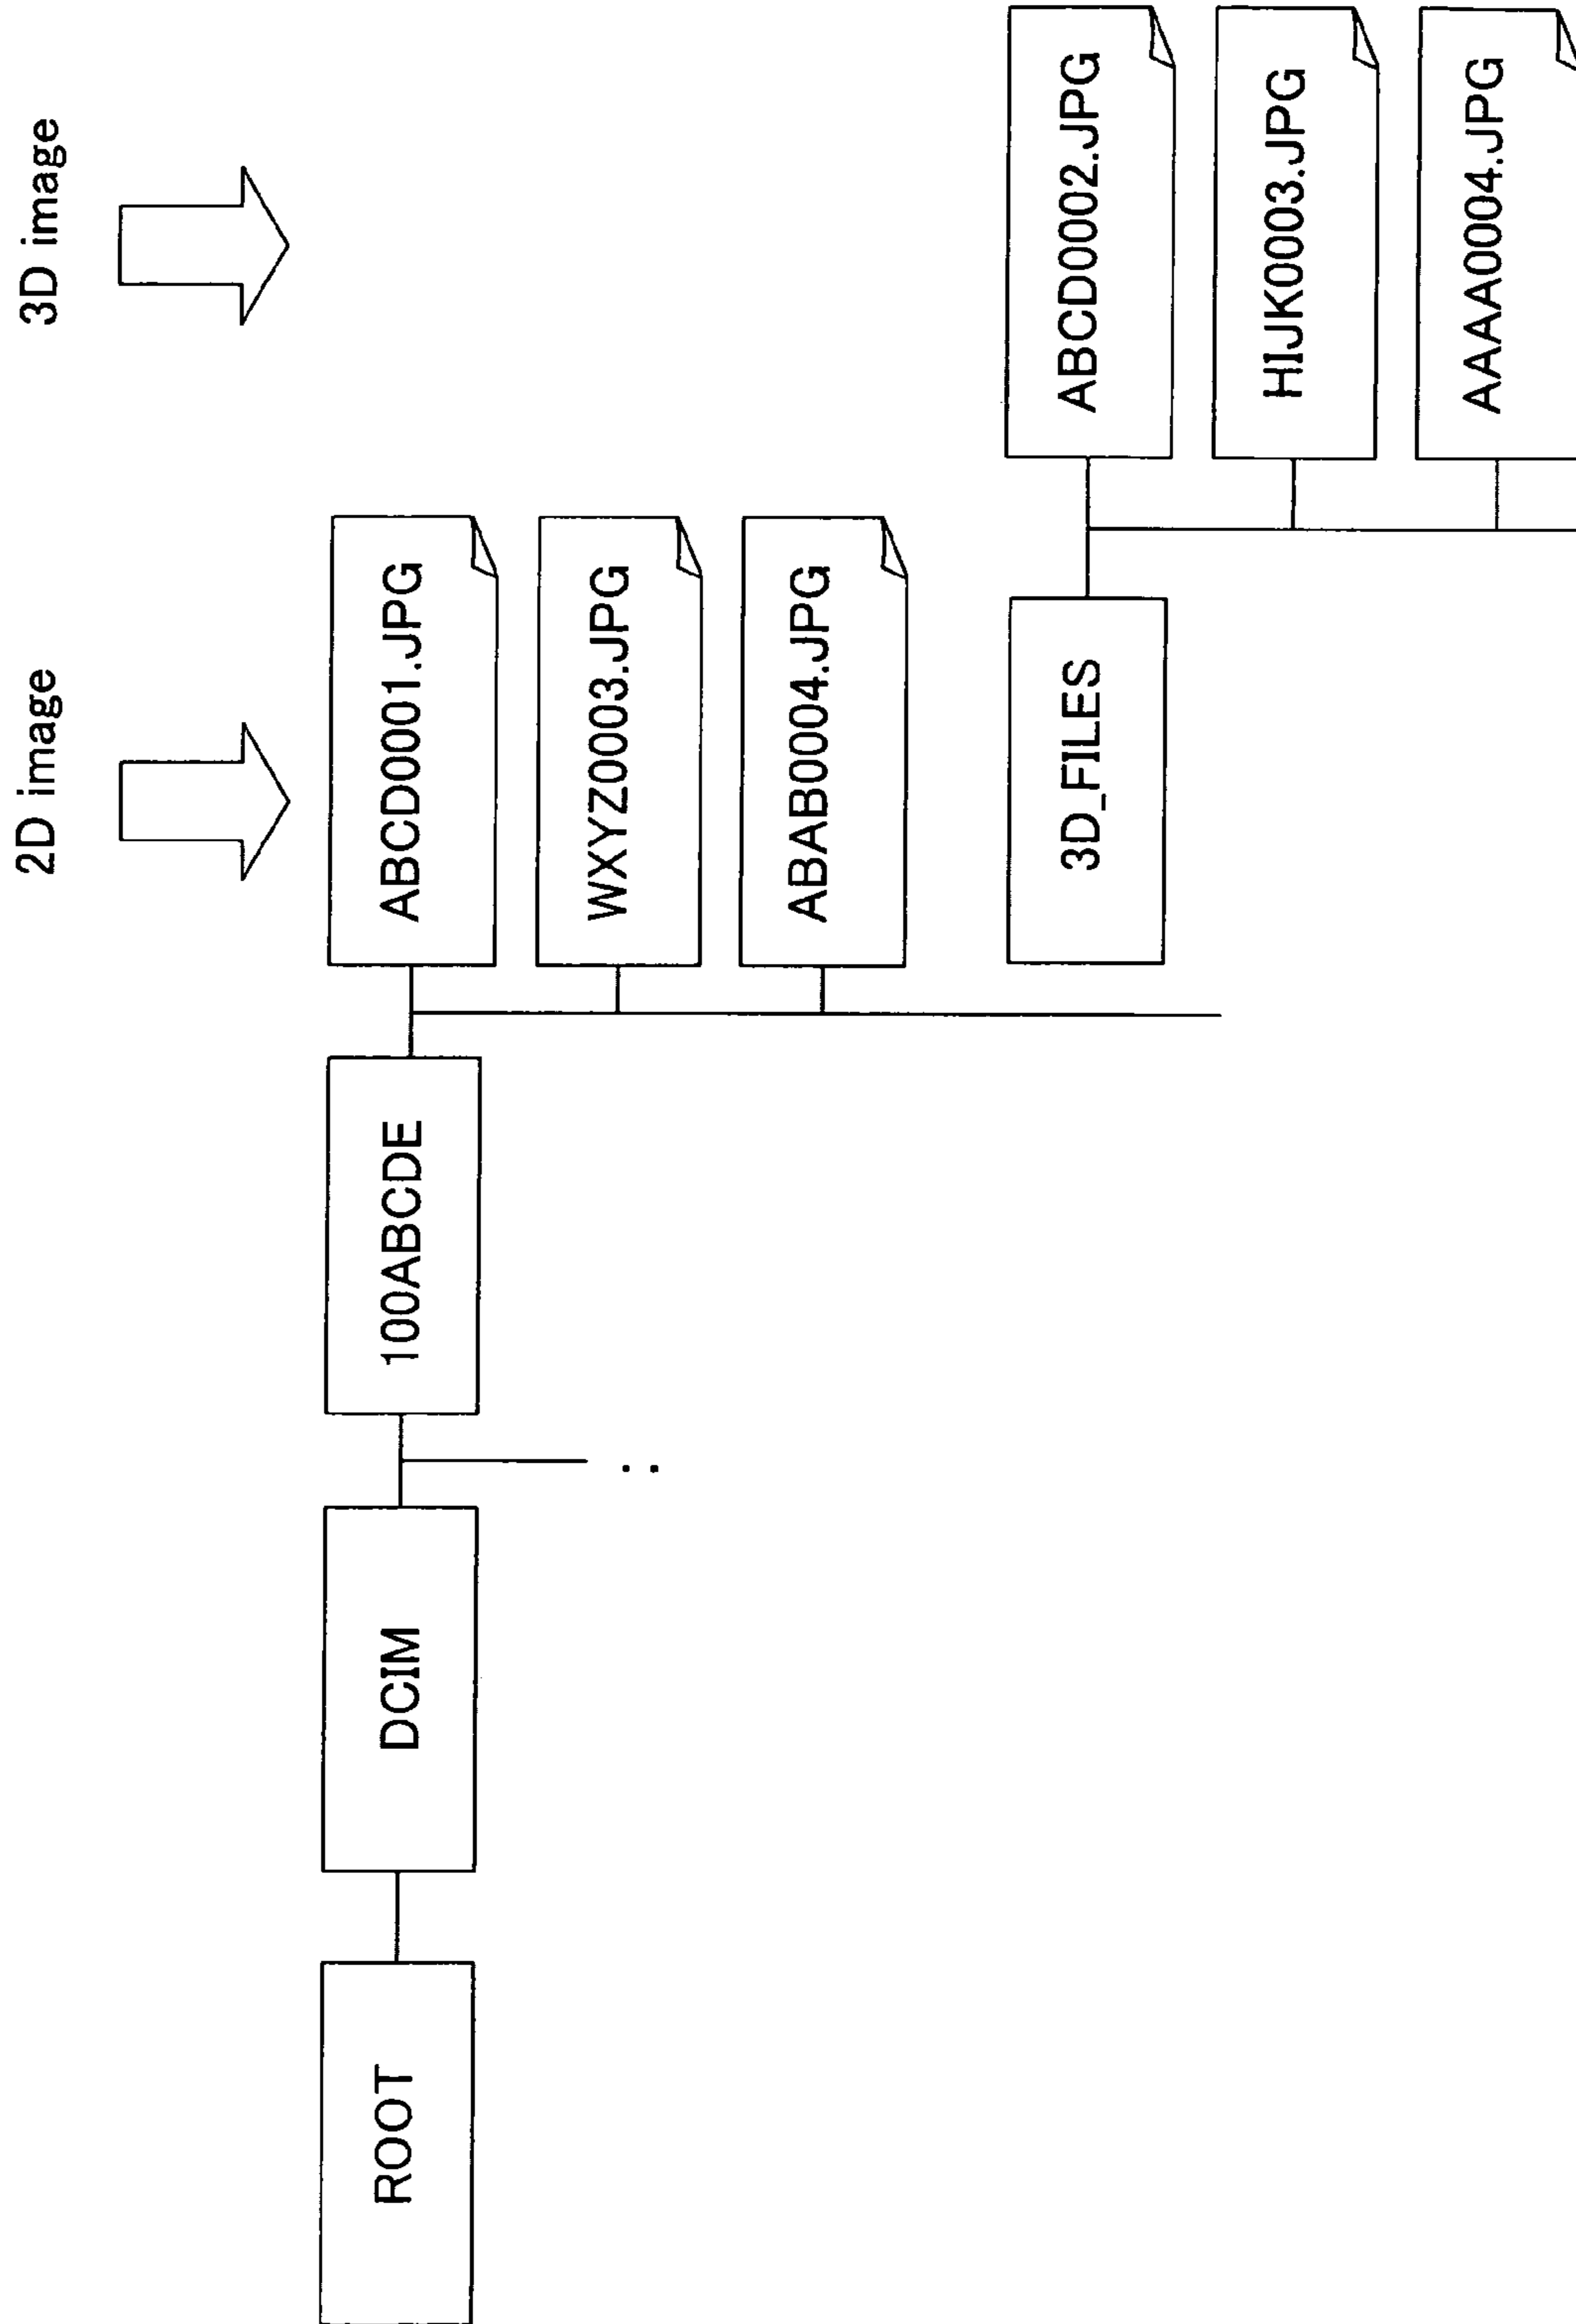 2D image
3D image
ROOT
DCIM
100ABCDE
ABCD0001.JPG
WXYZ0003.JPG
ABAB0004.JPG
3D_FILES
ABCD0002.JPG
HIJK0003.JPG
AAAA0004.JPG